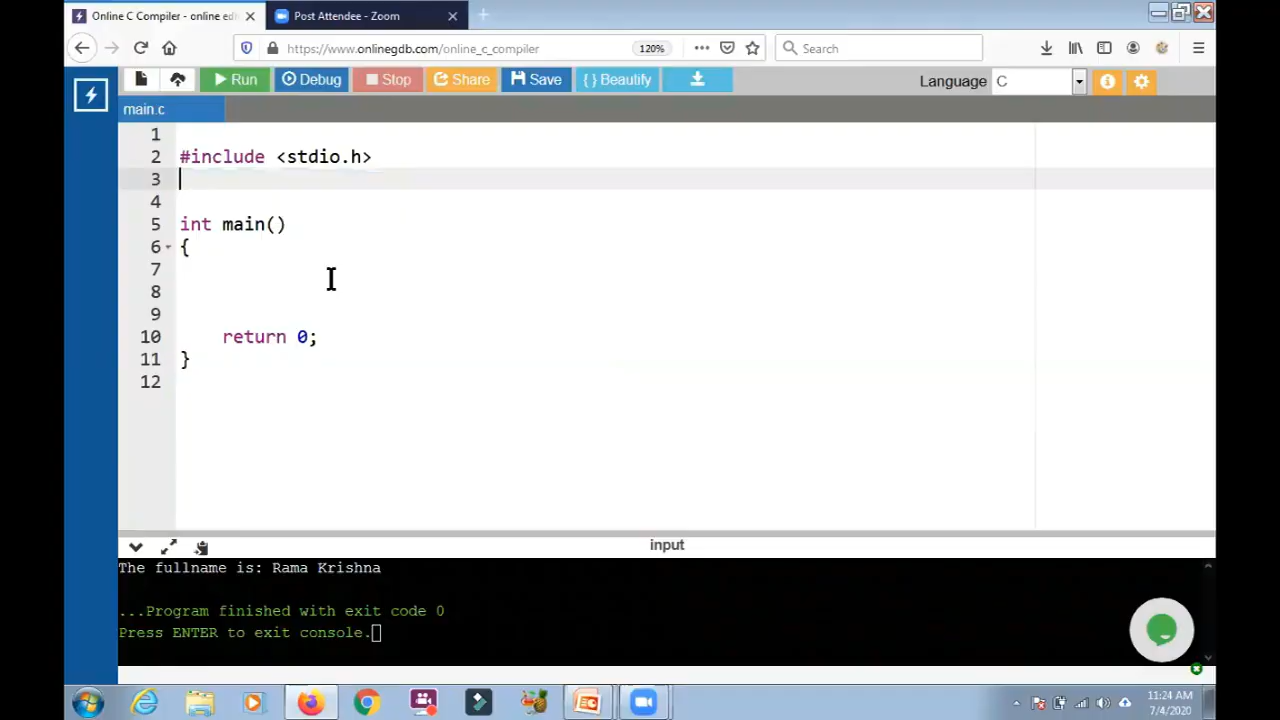 Online C Compiler - online edi
Post Attendee - Zoom
https://www.onlinegdb.com/online_c_compiler
120%
Search
Run
Debug
Stop
Share
Save
{ } Beautify
Language
C
main.c
1
2 #include <stdio.h>
3
4
5 int main()
6 {
7
8
9
10 return 0;
11 }
12
input
The fullname is: Rama Krishna
...Program finished with exit code 0
Press ENTER to exit console.
11:24 AM
7/4/2020